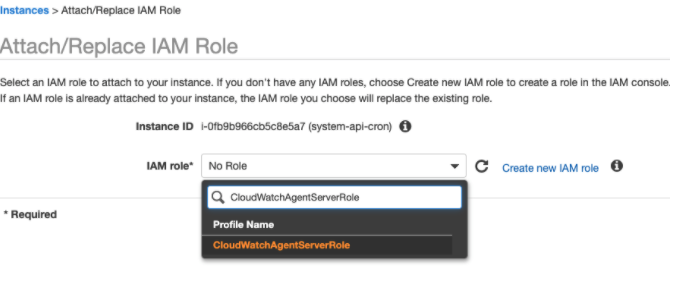 Instances > Attach/Replace IAM Role
Attach/Replace IAM Role
Select an IAM role to attach to your instance. If you don't have any IAM roles, choose Create new IAM role to create a role in the IAM console.
If an IAM role is already attached to your instance, the IAM role you choose will replace the existing role.
Instance ID i-0fb9b966cb5c8e5a7 (system-api-cron)
IAM role* No Role Create new IAM role
CloudWatchAgentServerRole
* Required
Profile Name
CloudWatchAgentServerRole